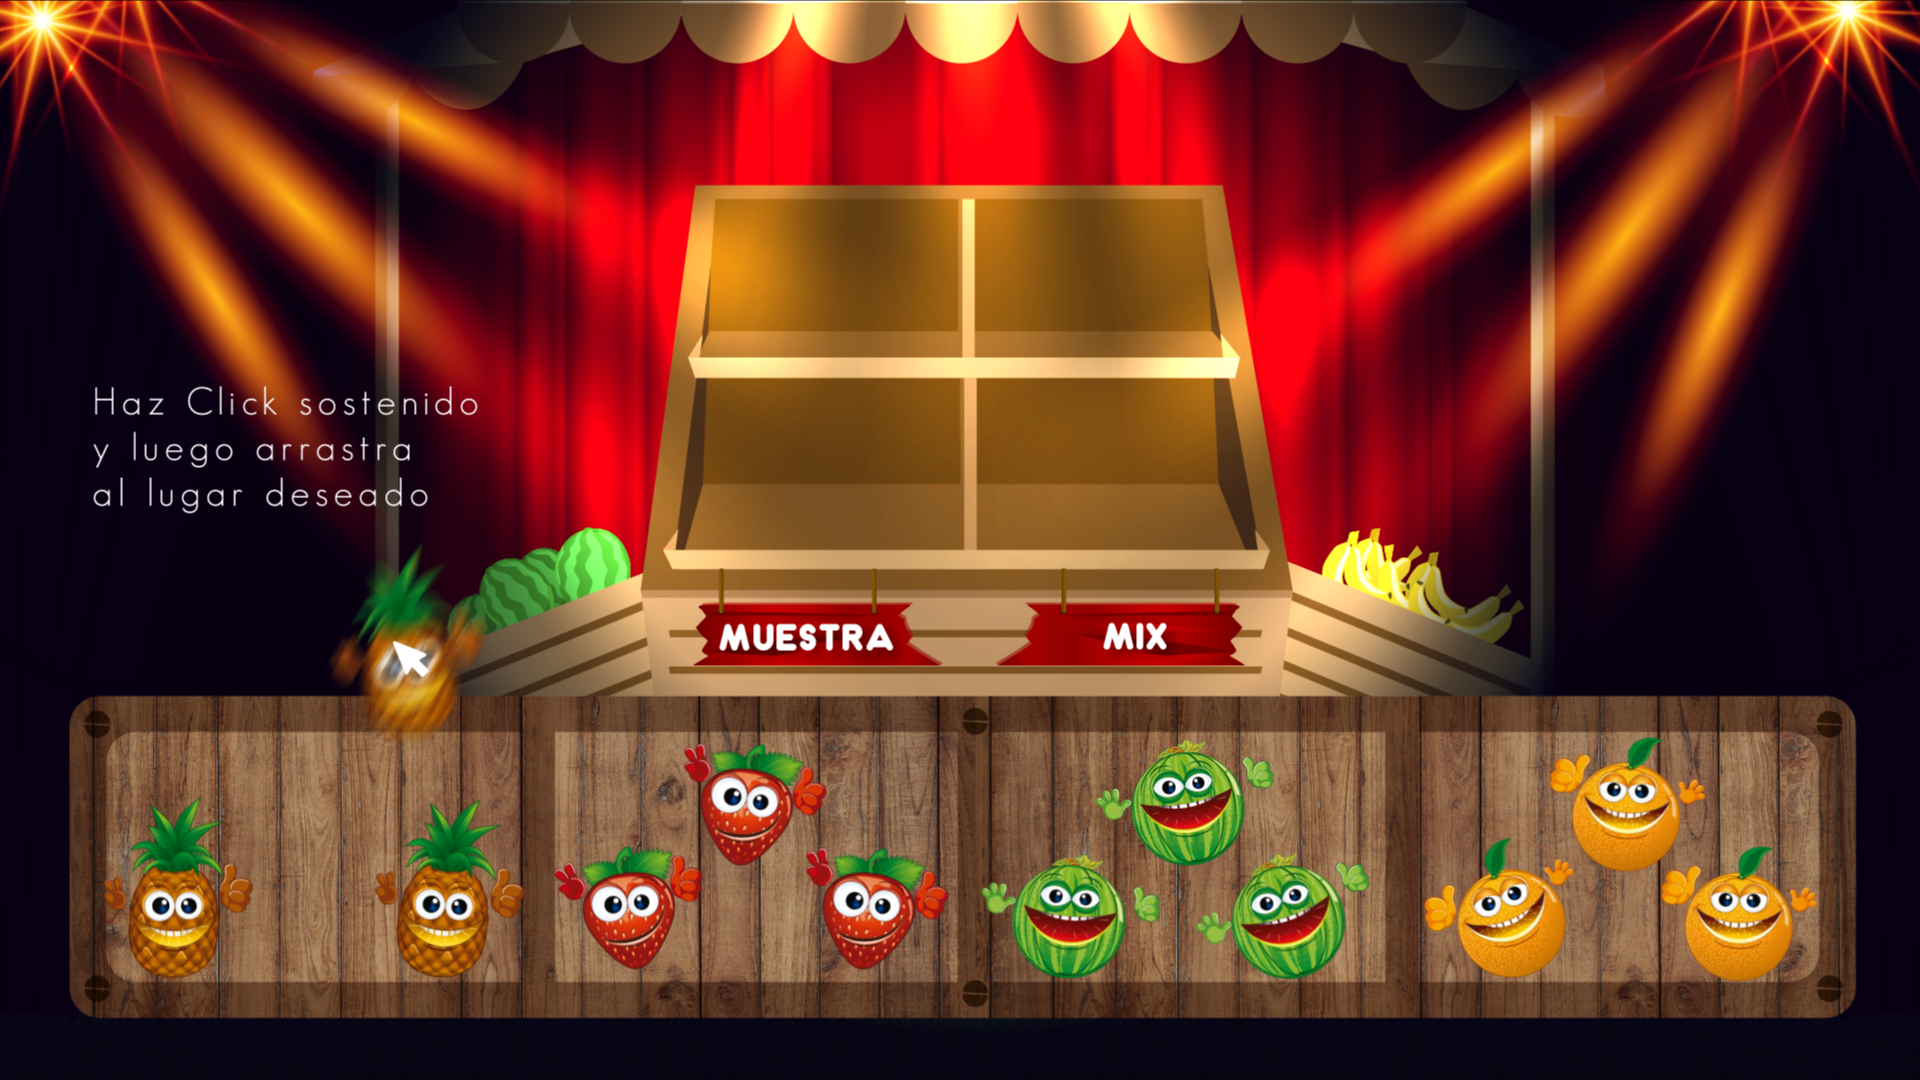 Haz Click sostenido
y luego arrastra
al lugar deseado
MUESTRA
MIX